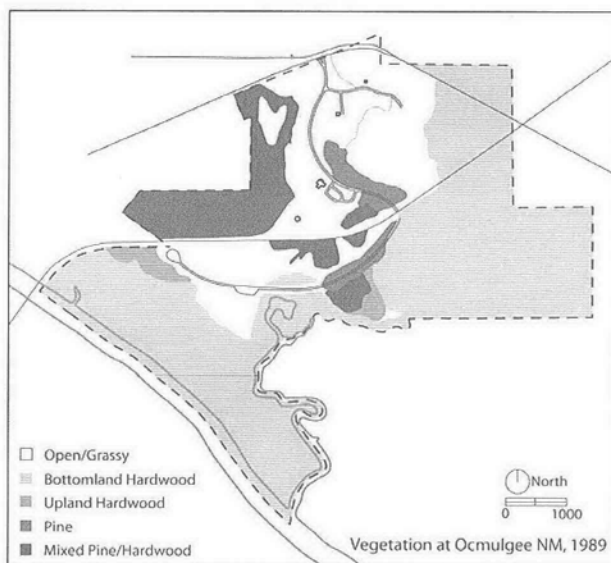 Open/Grassy
Bottomland Hardwood
Upland Hardwood
Pine
Mixed Pine/Hardwood
North
0 1000
Vegetation at Ocmulgee NM, 1989